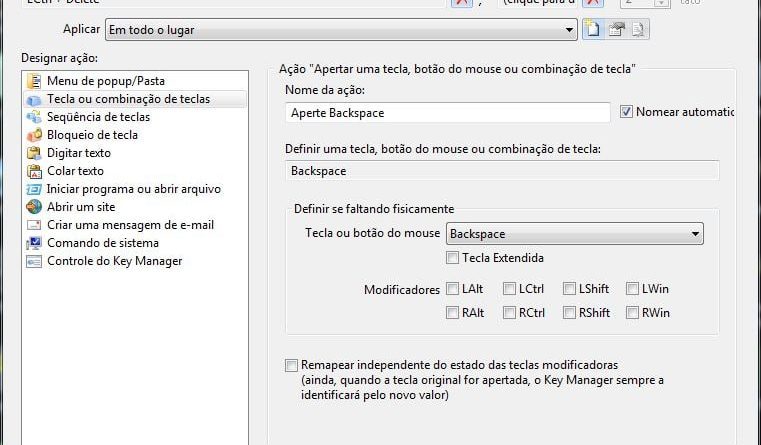 LCtrl + Delete
(clique para d
2
tato
Aplicar
Em todo o lugar
Designar ação:
Menu de popup/Pasta
Tecla ou combinação de teclas
Seqüência de teclas
Bloqueio de tecla
Digitar texto
Colar texto
Iniciar programa ou abrir arquivo
Abrir um site
Criar uma mensagem de e-mail
Comando de sistema
Controle do Key Manager
Ação "Apertar uma tecla, botão do mouse ou combinação de tecla"
Nome da ação:
Aperte Backspace
Nomear automatic
Definir uma tecla, botão do mouse ou combinação de tecla:
Backspace
Definir se faltando fisicamente
Tecla ou botão do mouse
Backspace
Tecla Extendida
Modificadores
LAlt LCtrl LShift LWin
RAlt RCtrl RShift RWin
Remapear independente do estado das teclas modificadoras
(ainda, quando a tecla original for apertada, o Key Manager sempre a
identificará pelo novo valor)